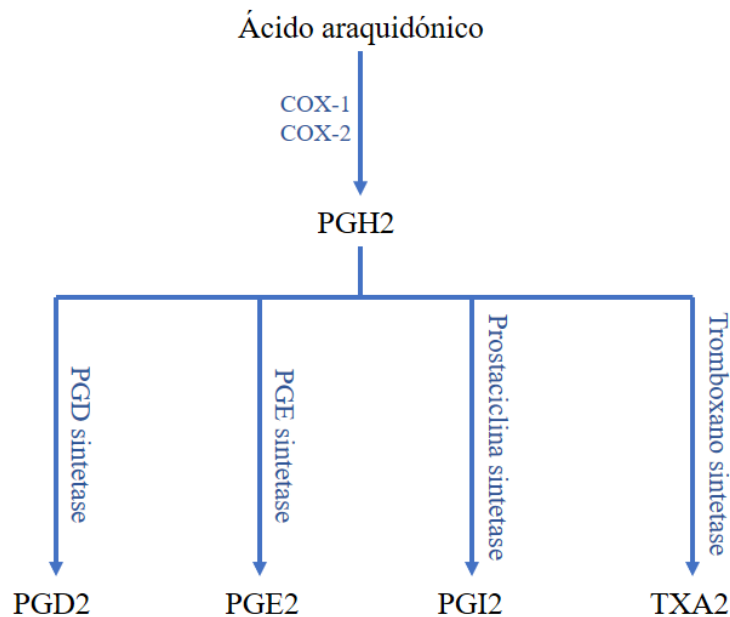 Ácido araquidónico
COX-1
COX-2
PGH2
PGD sintetase
PGE sintetase
Prostaciclina sintetase
Tromboxano sintetase
PGD2
PGE2
PGI2
TXA2